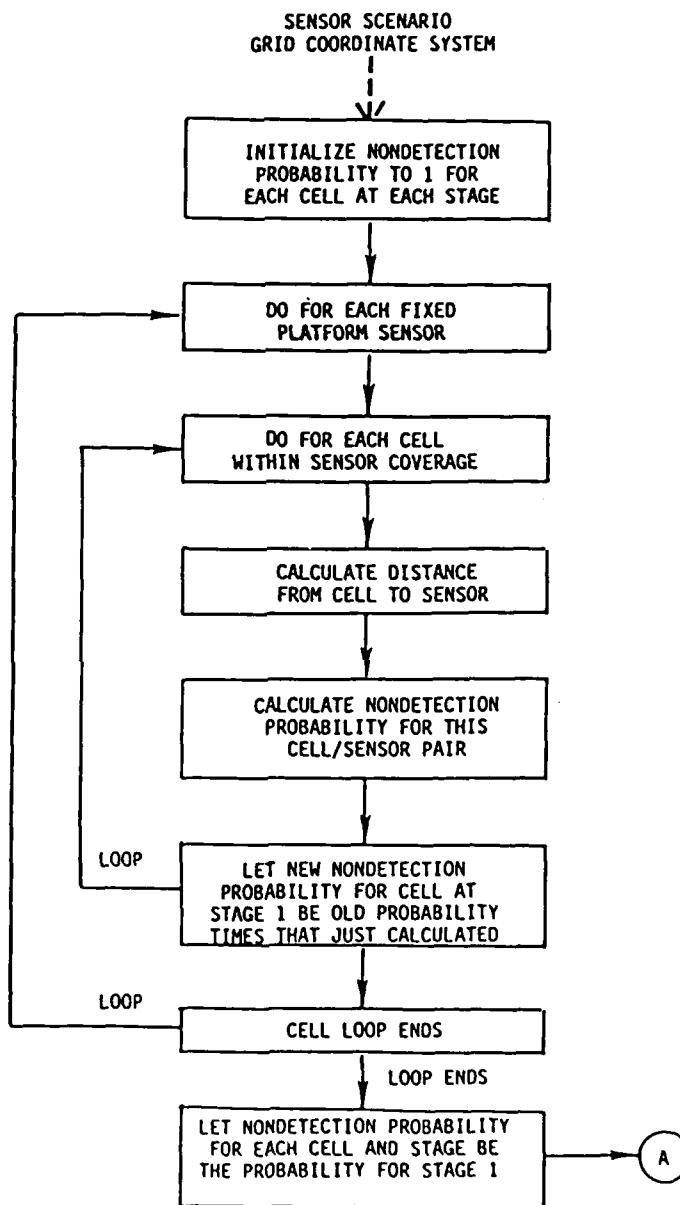 SENSOR SCENARIO
GRID COORDINATE SYSTEM
INITIALIZE NONDETECTION
PROBABILITY TO 1 FOR
EACH CELL AT EACH STAGE
DO FOR EACH FIXED
PLATFORM SENSOR
DO FOR EACH CELL
WITHIN SENSOR COVERAGE
CALCULATE DISTANCE
FROM CELL TO SENSOR
CALCULATE NONDETECTION
PROBABILITY FOR THIS
CELL/SENSOR PAIR
LOOP
LET NEW NONDETECTION
PROBABILITY FOR CELL AT
STAGE 1 BE OLD PROBABILITY
TIMES THAT JUST CALCULATED
LOOP
CELL LOOP ENDS
LOOP ENDS
LET NONDETECTION PROBABILITY
FOR EACH CELL AND STAGE BE
THE PROBABILITY FOR STAGE 1
A